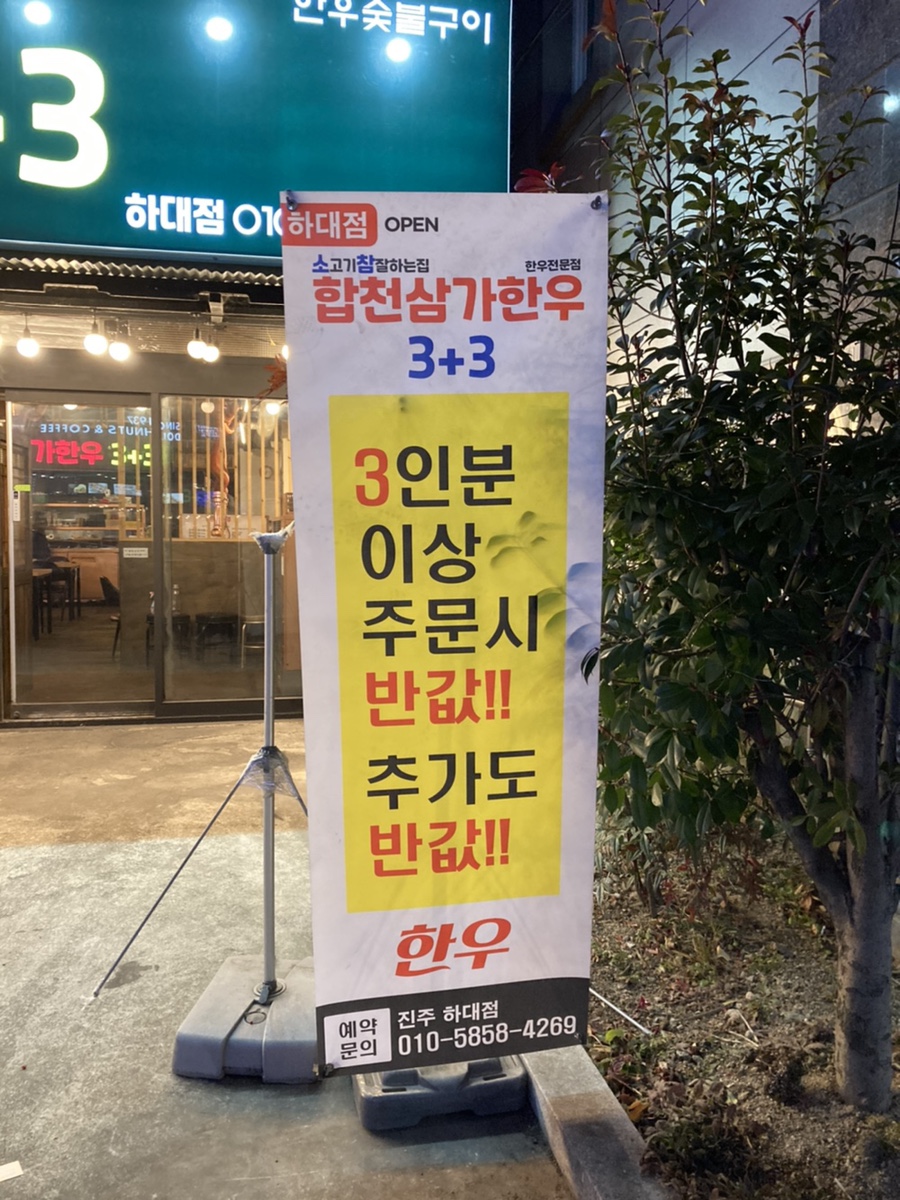 한우숯불구이
3
하대점 010
하대점 OPEN
소고기참잘하는집 한우전문점
합천삼가한우
3+3
3인분
이상
주문시
반값!!
추가도
반값!!
한우
예약
문의
진주 하대점
010-5858-4269
가한우 3+3